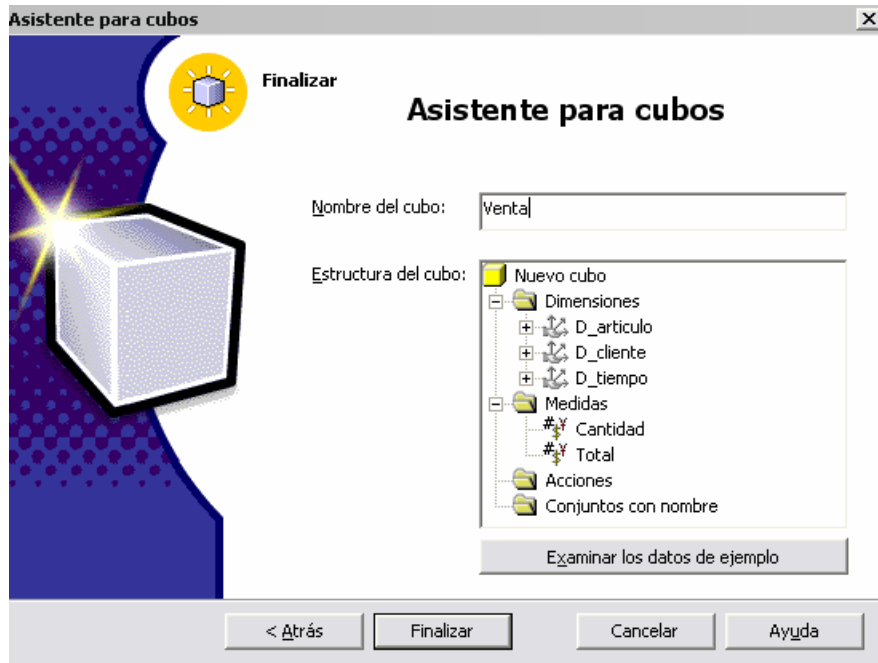 Asistente para cubos
Finalizar
Asistente para cubos
Nombre del cubo: Venta
Estructura del cubo: Nuevo cubo
Dimensiones
D_articulo
D_cliente
D_tiempo
Medidas
Cantidad
Total
Acciones
Conjuntos con nombre
Examinar los datos de ejemplo
< Atrás Finalizar Cancelar Ayuda